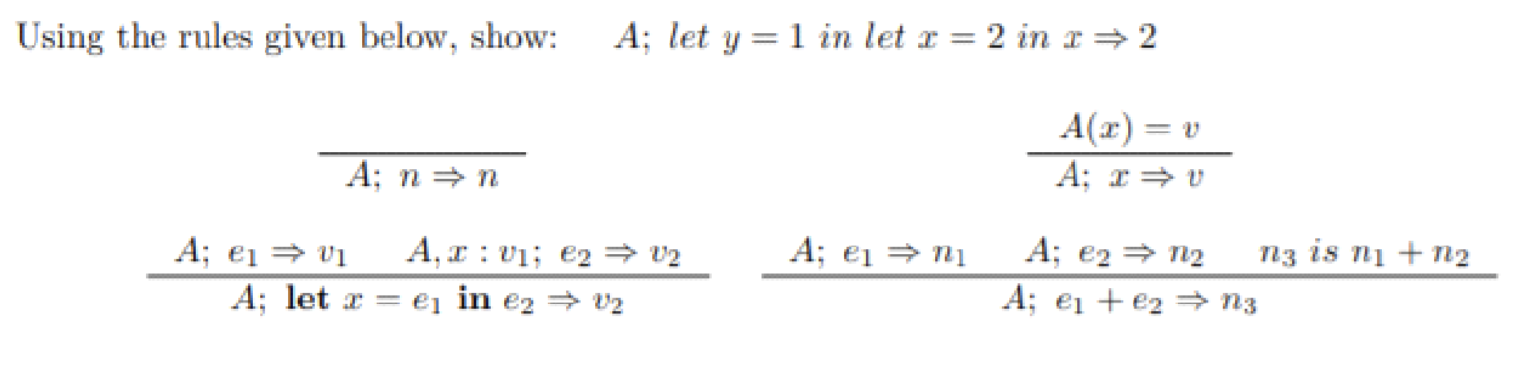 Using the rules given below, show: A; let y = 1 in let x = 2 in x ⇒ 2
A(x) = v
A; n ⇒ n A; x ⇒ v
A; e₁ ⇒ v₁ A, x : v₁; e₂ ⇒ v₂ A; e₁ ⇒ n₁ A; e₂ ⇒ n₂ n₃ is n₁ + n₂
A; let x = e₁ in e₂ ⇒ v₂ A; e₁ + e₂ ⇒ n₃